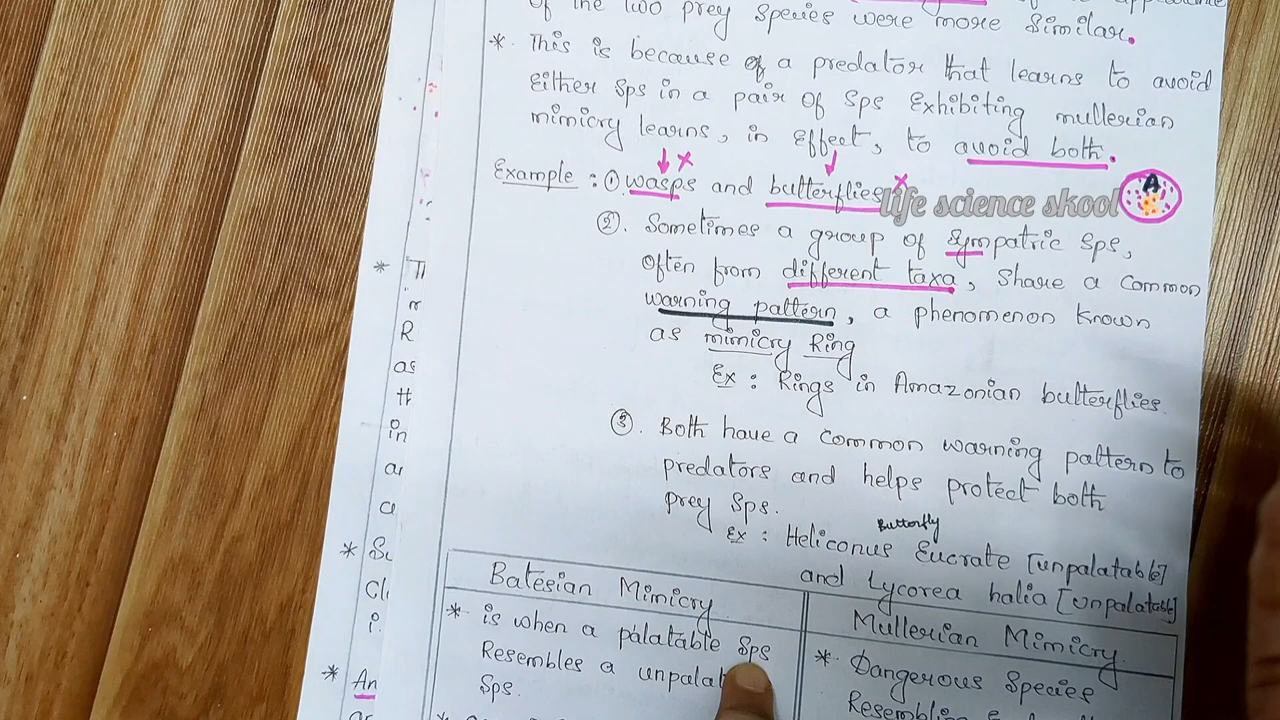 of the two prey Species were more Similar.
* This is because of a predator that learns to avoid
Either Sps in a pair of Sps Exhibiting mullerian
mimicry learns, in Effect, to avoid both.
Example : ① wasps and butterflies
life science skool
A
②. Sometimes a group of Sympatric Sps,
often from different taxa, Share a Common
warning pattern, a phenomenon known
as mimicry Ring
Ex : Rings in Amazonian butterflies.
③. Both have a Common warning pattern to
predators and helps protect both
prey Sps.
Butterfly
Ex : Heliconus Eucrate [unpalatable]
and Lycorea halia [unpalatable]
Batesian Mimicry
* is when a palatable Sps
Resembles a
Sps.
Mullerian Mimicry
* Dangerous Species
* Su
Cl
* An